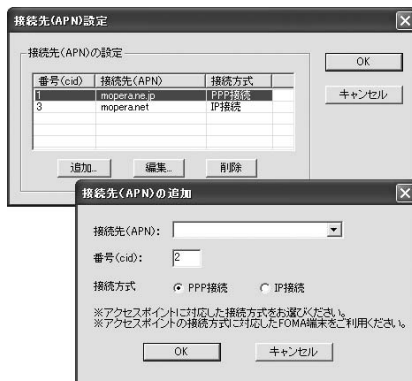 接続先(APN)設定
接続先(APN)の設定
番号(cid) 接続先(APN) 接続方式
1 mopera.ne.jp PPP接続
3 mopera.net IP接続
追加... 編集... 削除
OK
キャンセル
接続先(APN)の追加
接続先(APN):
番号(cid): 2
接続方式 PPP接続 IP接続
※アクセスポイントに対応した接続方式をお選びください。
※アクセスポイントの接続方式に対応したFOMA端末をご利用ください。
OK キャンセル